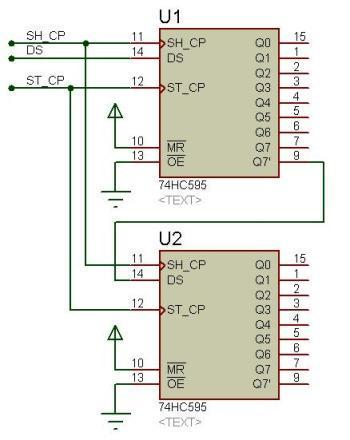 U1
SH_CP 11 SH_CP Q0 15
DS 14 DS Q1 1
Q2 2
ST_CP 12 ST_CP Q3 3
Q4 4
Q5 5
Q6 6
10 MR Q7 7
13 OE Q7' 9
74HC595
<TEXT>
U2
11 SH_CP Q0 15
14 DS Q1 1
Q2 2
12 ST_CP Q3 3
Q4 4
Q5 5
Q6 6
10 MR Q7 7
13 OE Q7' 9
74HC595
<TEXT>